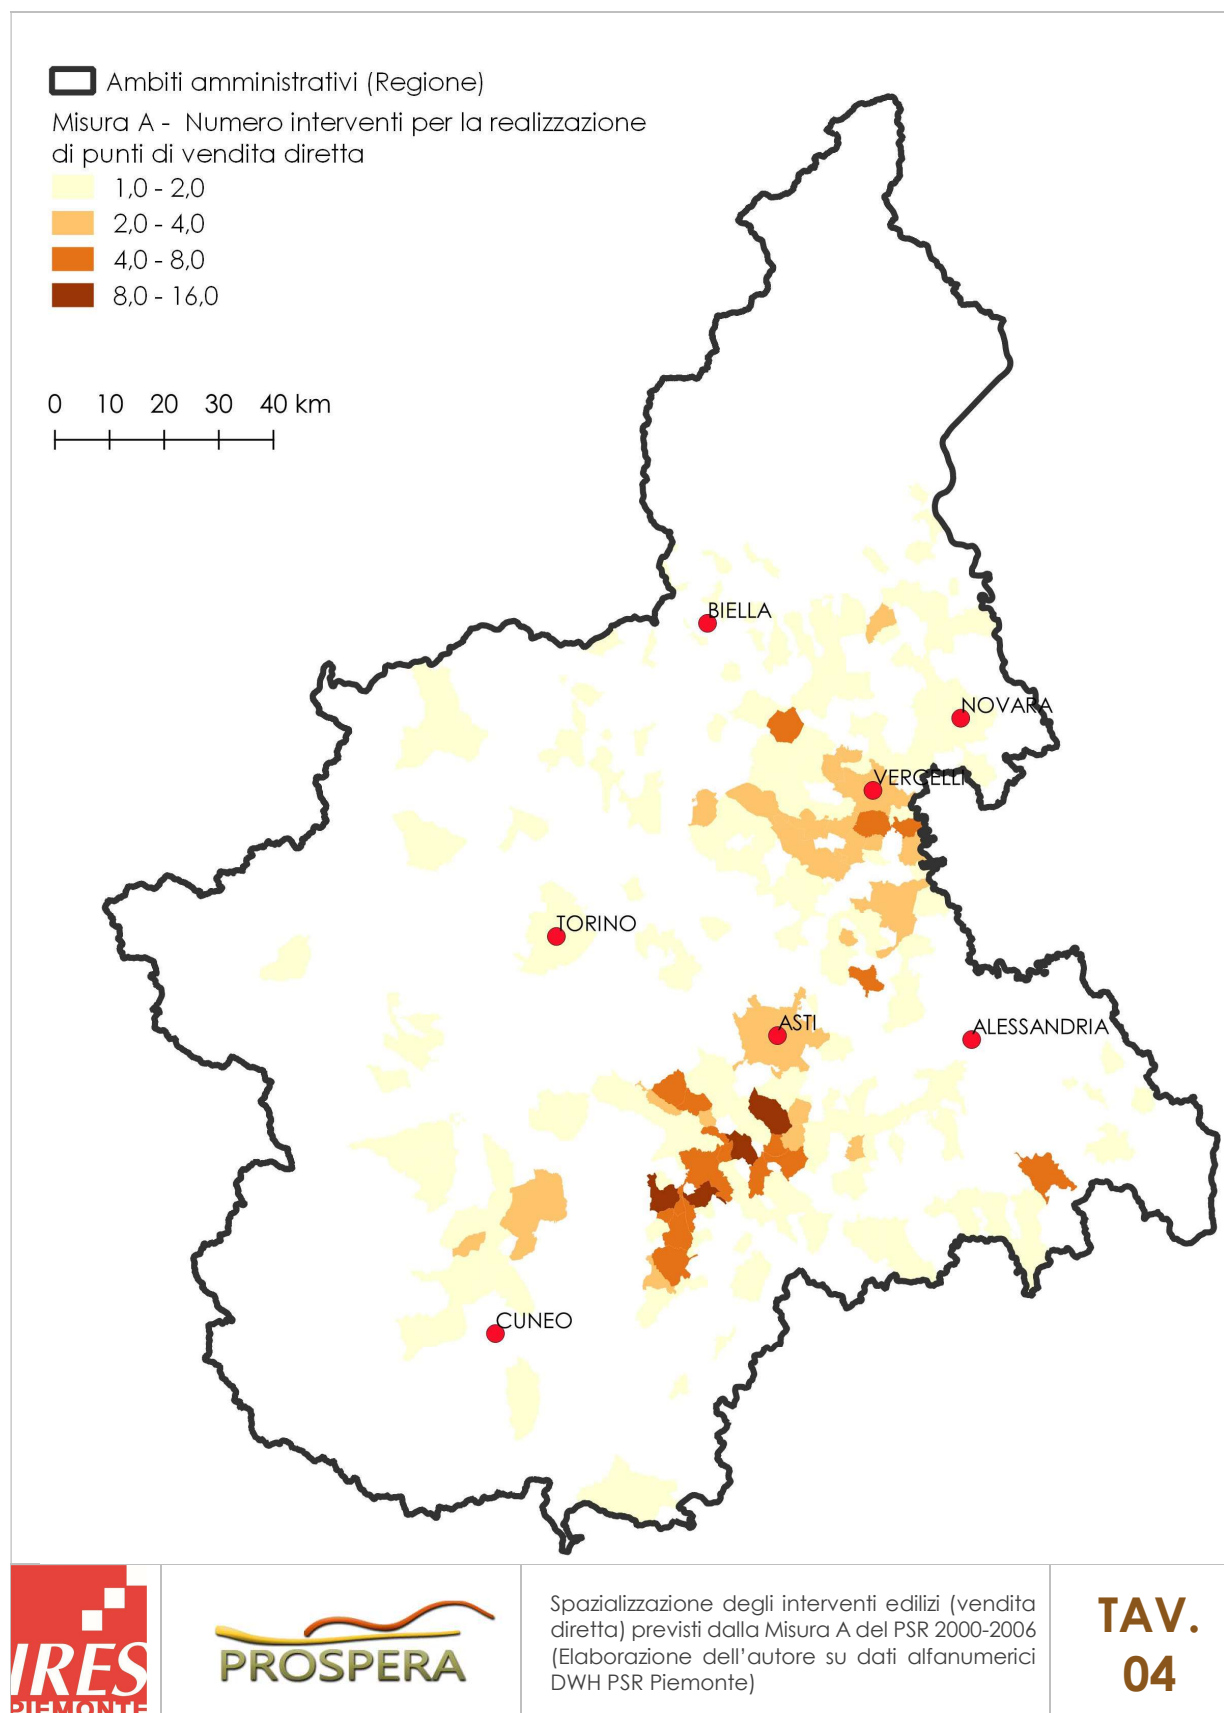 Ambiti amministrativi (Regione)
Misura A - Numero interventi per la realizzazione
di punti di vendita diretta
1,0 - 2,0
2,0 - 4,0
4,0 - 8,0
8,0 - 16,0
0 10 20 30 40 km
BIELLA
NOVARA
VERCELLI
TORINO
ASTI
ALESSANDRIA
CUNEO
IRES
PIEMONTE
PROSPERA
Spazializzazione degli interventi edilizi (vendita
diretta) previsti dalla Misura A del PSR 2000-2006
(Elaborazione dell'autore su dati alfanumerici
DWH PSR Piemonte)
TAV.
04